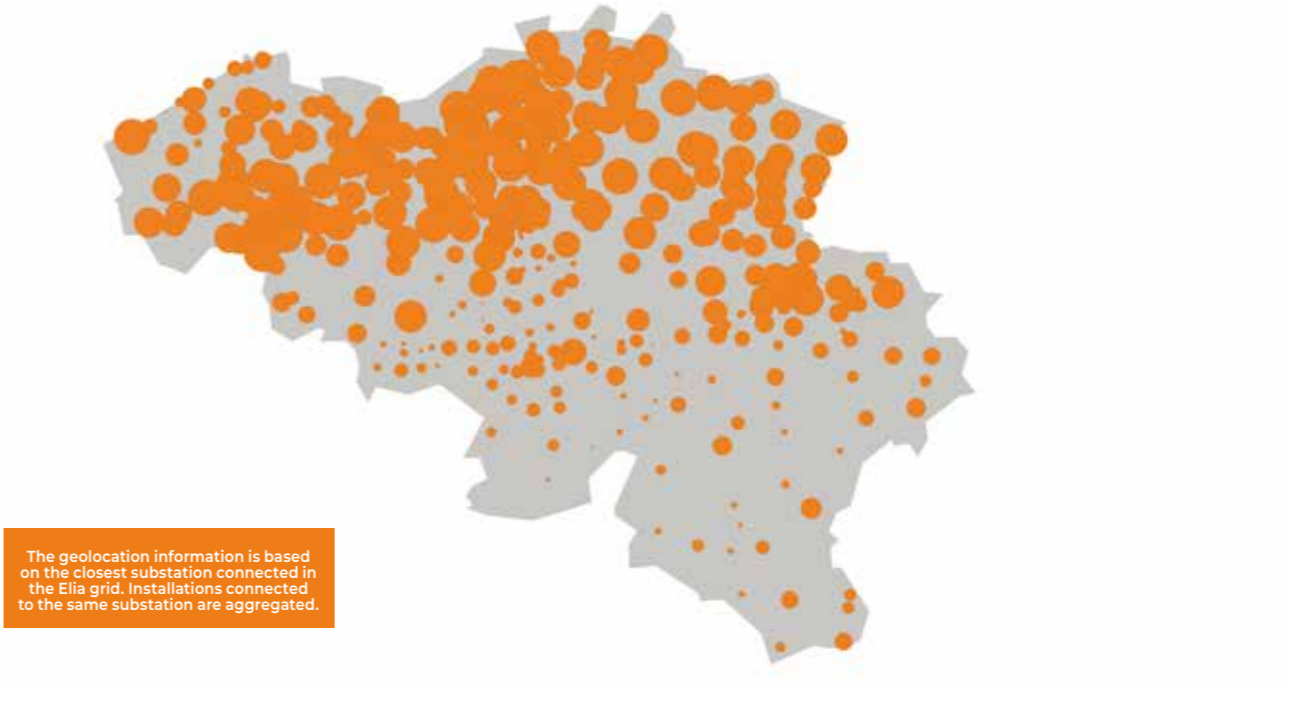 The geolocation information is based
on the closest substation connected in
the Elia grid. Installations connected
to the same substation are aggregated.